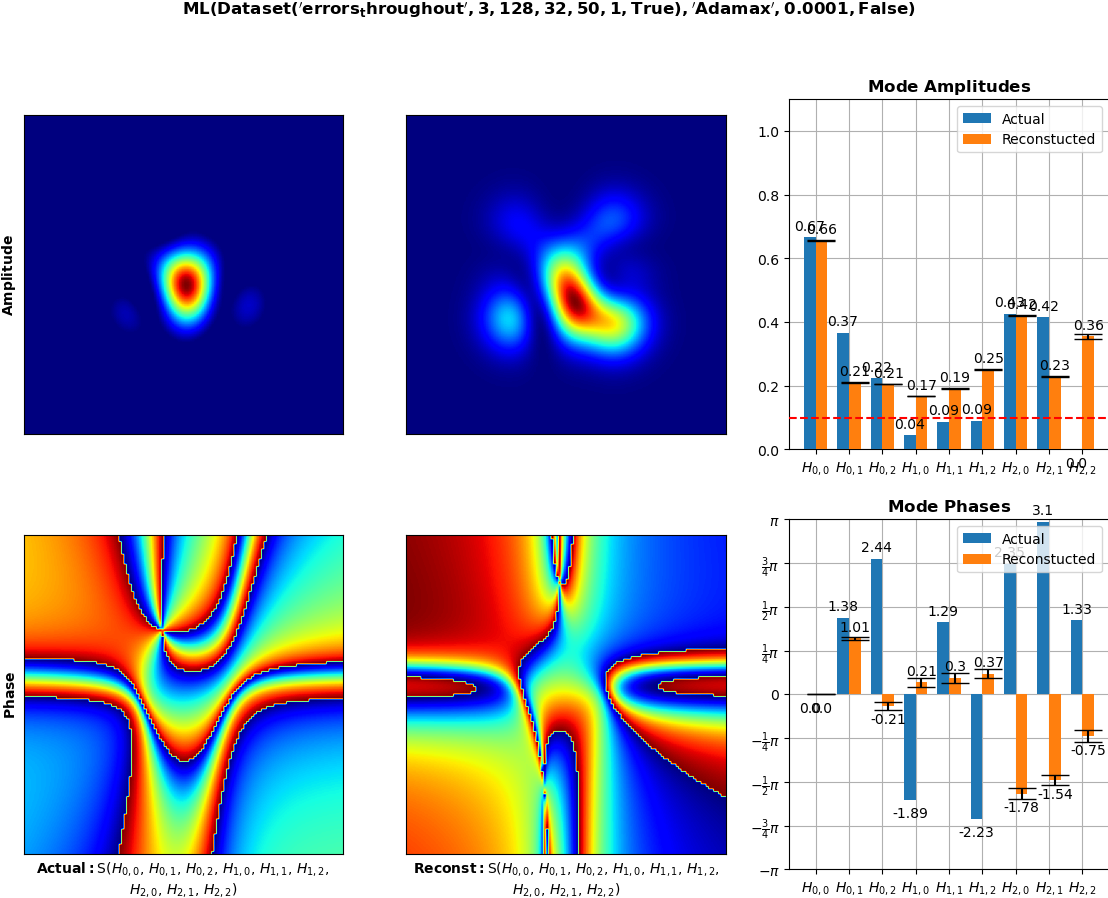 ML(Dataset('errors_throughout', 3, 128, 32, 50, 1, True), 'Adamax', 0.0001, False)
Amplitude
Mode Amplitudes
Actual
Reconstucted
1.0
0.8
0.6
0.4
0.2
0.0
0.67
0.66
0.37
0.21
0.22
0.21
0.04
0.17
0.09
0.19
0.09
0.25
0.43
0.42
0.42
0.23
0.0
0.36
H0,0 H0,1 H0,2 H1,0 H1,1 H1,2 H2,0 H2,1 H2,2
Phase
Actual: S(H0,0, H0,1, H0,2, H1,0, H1,1, H1,2,
H2,0, H2,1, H2,2)
Reconst: S(H0,0, H0,1, H0,2, H1,0, H1,1, H1,2,
H2,0, H2,1, H2,2)
Mode Phases
Actual
Reconstucted
π
3/4π
1/2π
1/4π
0
−1/4π
−1/2π
−3/4π
−π
0.0
0.0
1.38
1.01
2.44
-0.21
-1.89
0.21
1.29
0.3
-2.23
0.37
2.35
-1.78
3.1
-1.54
1.33
-0.75
H0,0 H0,1 H0,2 H1,0 H1,1 H1,2 H2,0 H2,1 H2,2